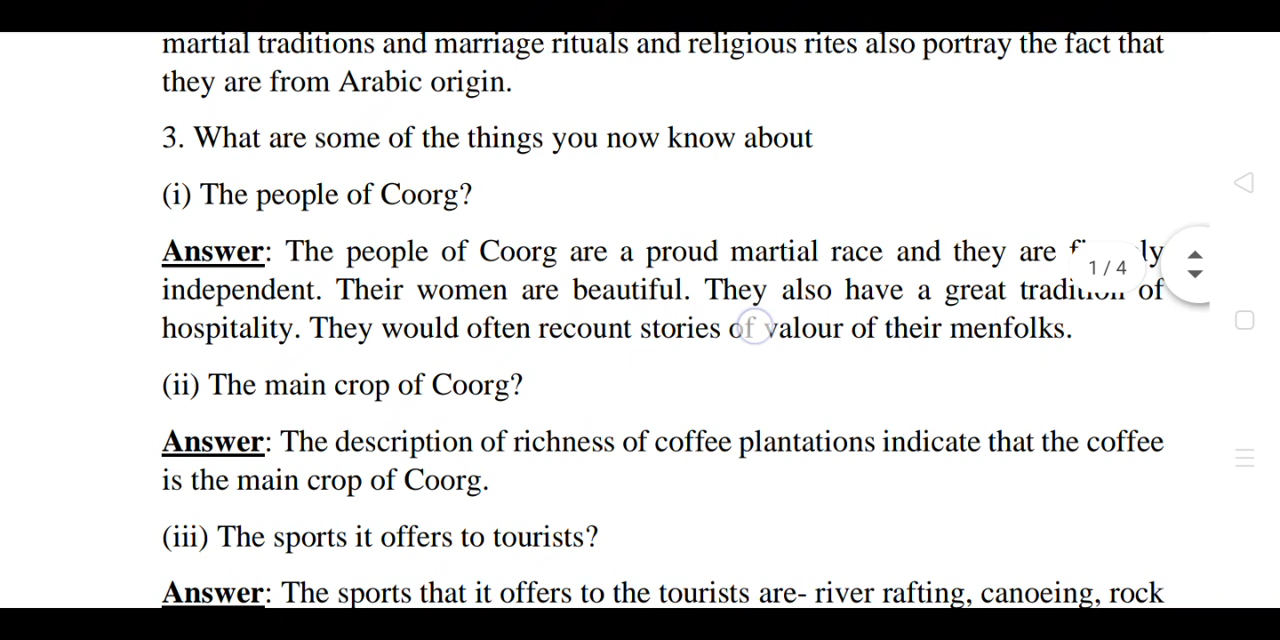 martial traditions and marriage rituals and religious rites also portray the fact that
they are from Arabic origin.
3. What are some of the things you now know about
(i) The people of Coorg?
Answer: The people of Coorg are a proud martial race and they are
independent. Their women are beautiful. They also have a great tradition of
hospitality. They would often recount stories of valour of their menfolks.
(ii) The main crop of Coorg?
Answer: The description of richness of coffee plantations indicate that the coffee
is the main crop of Coorg.
(iii) The sports it offers to tourists?
Answer: The sports that it offers to the tourists are- river rafting, canoeing, rock
1 / 4